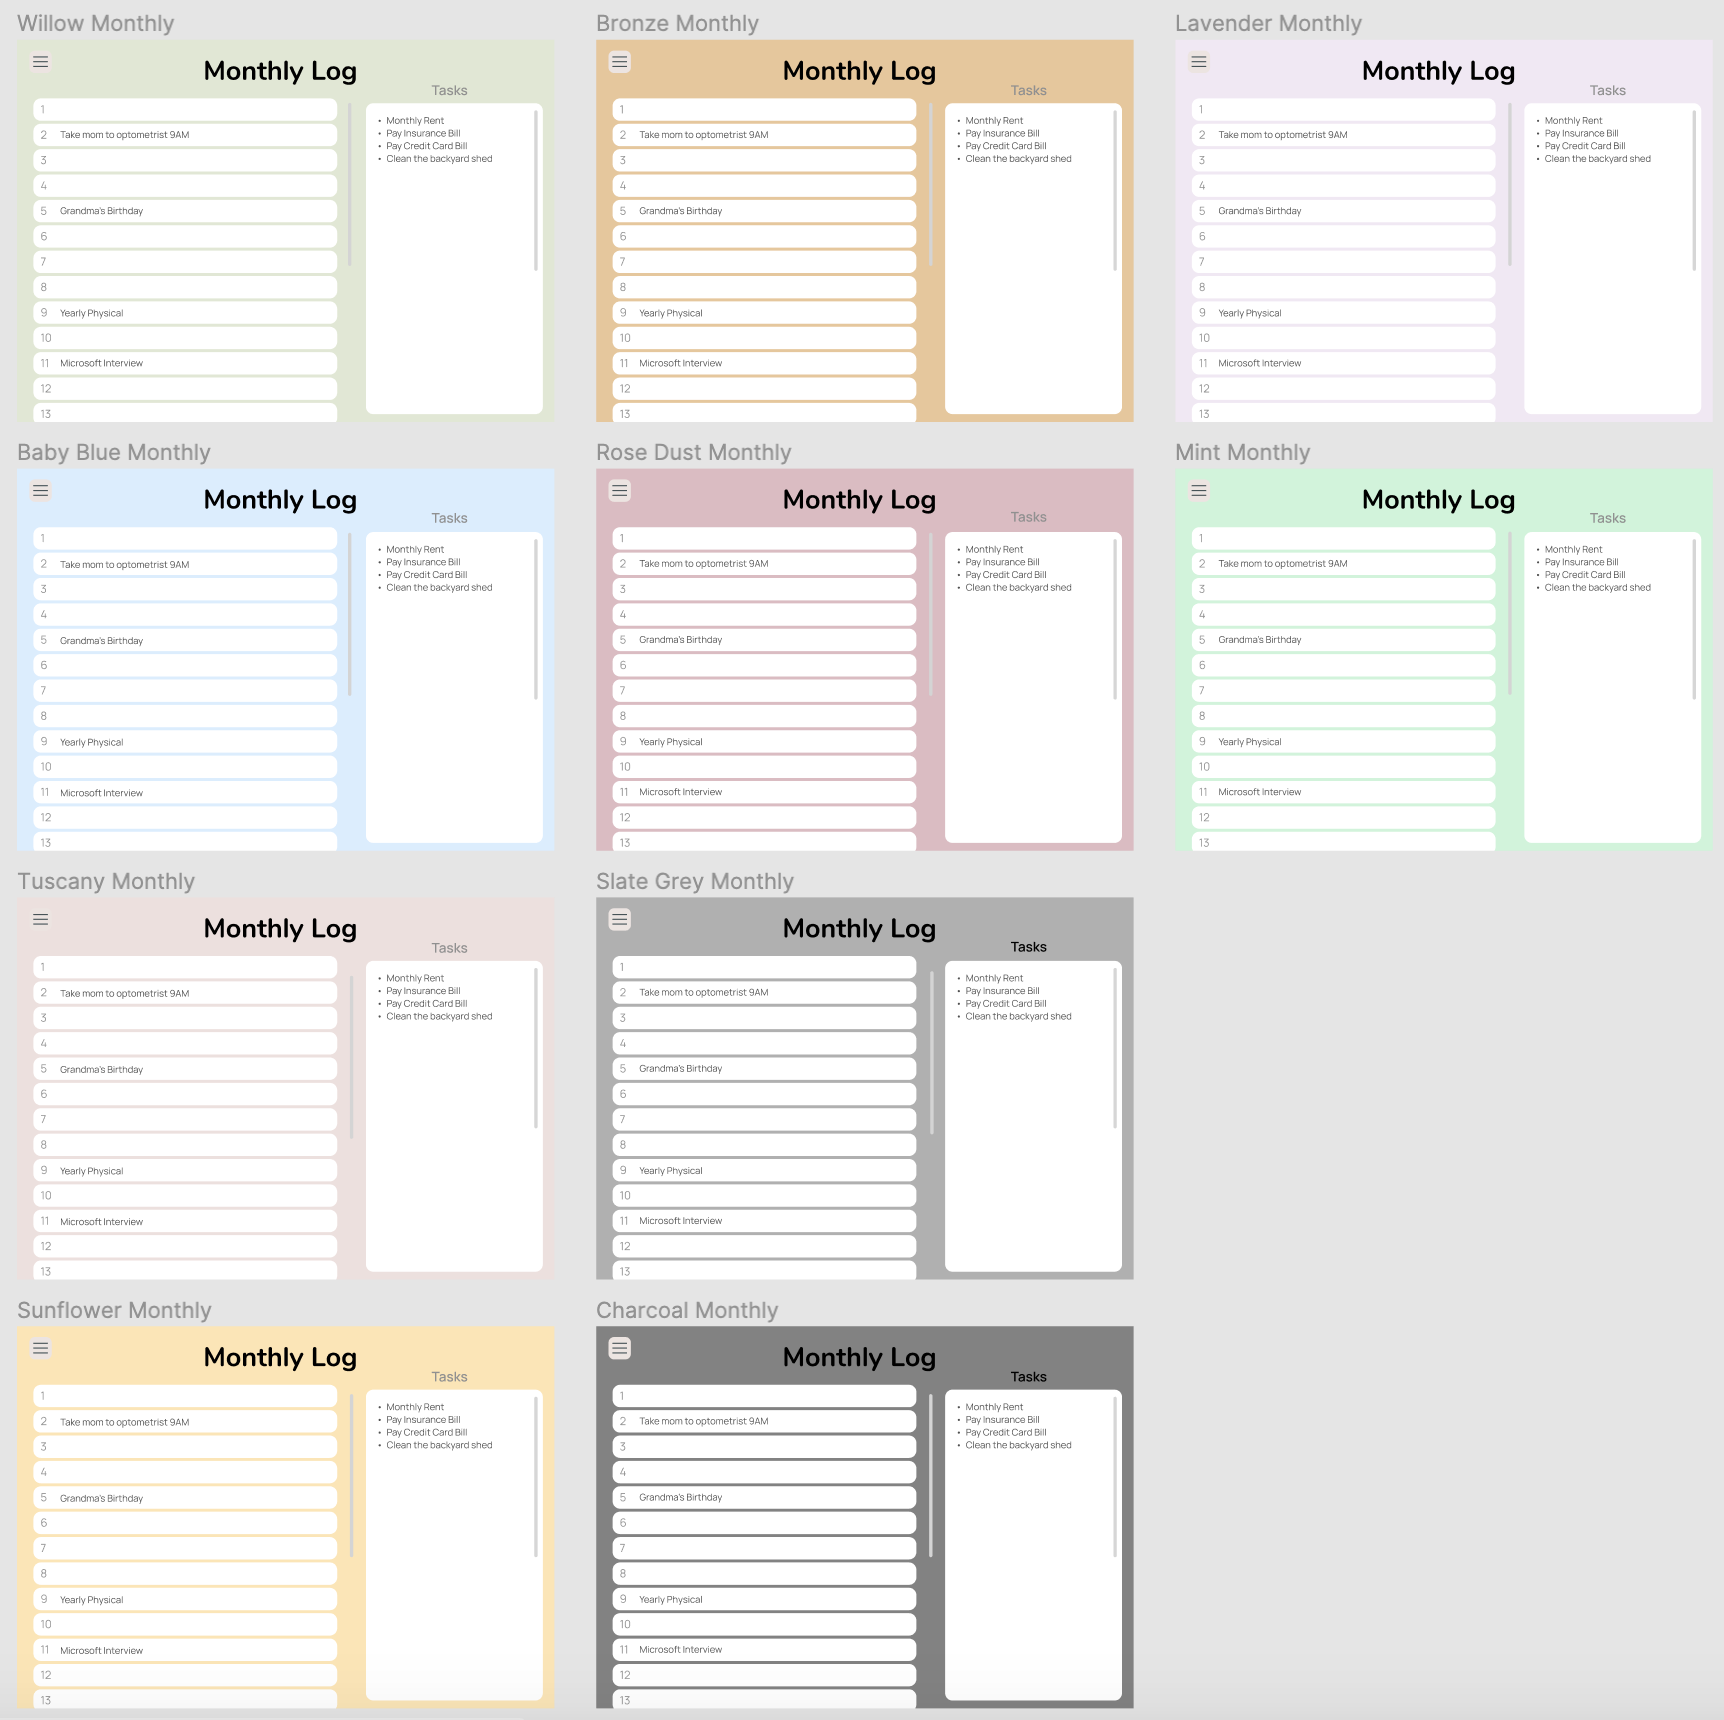 Willow Monthly
Monthly Log
Tasks
1
2 Take mom to optometrist 9AM
3
4
5 Grandma's Birthday
6
7
8
9 Yearly Physical
10
11 Microsoft Interview
12
13
• Monthly Rent
• Pay Insurance Bill
• Pay Credit Card Bill
• Clean the backyard shed
Bronze Monthly
Monthly Log
Tasks
1
2 Take mom to optometrist 9AM
3
4
5 Grandma's Birthday
6
7
8
9 Yearly Physical
10
11 Microsoft Interview
12
13
• Monthly Rent
• Pay Insurance Bill
• Pay Credit Card Bill
• Clean the backyard shed
Lavender Monthly
Monthly Log
Tasks
1
2 Take mom to optometrist 9AM
3
4
5 Grandma's Birthday
6
7
8
9 Yearly Physical
10
11 Microsoft Interview
12
13
• Monthly Rent
• Pay Insurance Bill
• Pay Credit Card Bill
• Clean the backyard shed
Baby Blue Monthly
Monthly Log
Tasks
1
2 Take mom to optometrist 9AM
3
4
5 Grandma's Birthday
6
7
8
9 Yearly Physical
10
11 Microsoft Interview
12
13
• Monthly Rent
• Pay Insurance Bill
• Pay Credit Card Bill
• Clean the backyard shed
Rose Dust Monthly
Monthly Log
Tasks
1
2 Take mom to optometrist 9AM
3
4
5 Grandma's Birthday
6
7
8
9 Yearly Physical
10
11 Microsoft Interview
12
13
• Monthly Rent
• Pay Insurance Bill
• Pay Credit Card Bill
• Clean the backyard shed
Mint Monthly
Monthly Log
Tasks
1
2 Take mom to optometrist 9AM
3
4
5 Grandma's Birthday
6
7
8
9 Yearly Physical
10
11 Microsoft Interview
12
13
• Monthly Rent
• Pay Insurance Bill
• Pay Credit Card Bill
• Clean the backyard shed
Tuscany Monthly
Monthly Log
Tasks
1
2 Take mom to optometrist 9AM
3
4
5 Grandma's Birthday
6
7
8
9 Yearly Physical
10
11 Microsoft Interview
12
13
• Monthly Rent
• Pay Insurance Bill
• Pay Credit Card Bill
• Clean the backyard shed
Slate Grey Monthly
Monthly Log
Tasks
1
2 Take mom to optometrist 9AM
3
4
5 Grandma's Birthday
6
7
8
9 Yearly Physical
10
11 Microsoft Interview
12
13
• Monthly Rent
• Pay Insurance Bill
• Pay Credit Card Bill
• Clean the backyard shed
Sunflower Monthly
Monthly Log
Tasks
1
2 Take mom to optometrist 9AM
3
4
5 Grandma's Birthday
6
7
8
9 Yearly Physical
10
11 Microsoft Interview
12
13
• Monthly Rent
• Pay Insurance Bill
• Pay Credit Card Bill
• Clean the backyard shed
Charcoal Monthly
Monthly Log
Tasks
1
2 Take mom to optometrist 9AM
3
4
5 Grandma's Birthday
6
7
8
9 Yearly Physical
10
11 Microsoft Interview
12
13
• Monthly Rent
• Pay Insurance Bill
• Pay Credit Card Bill
• Clean the backyard shed